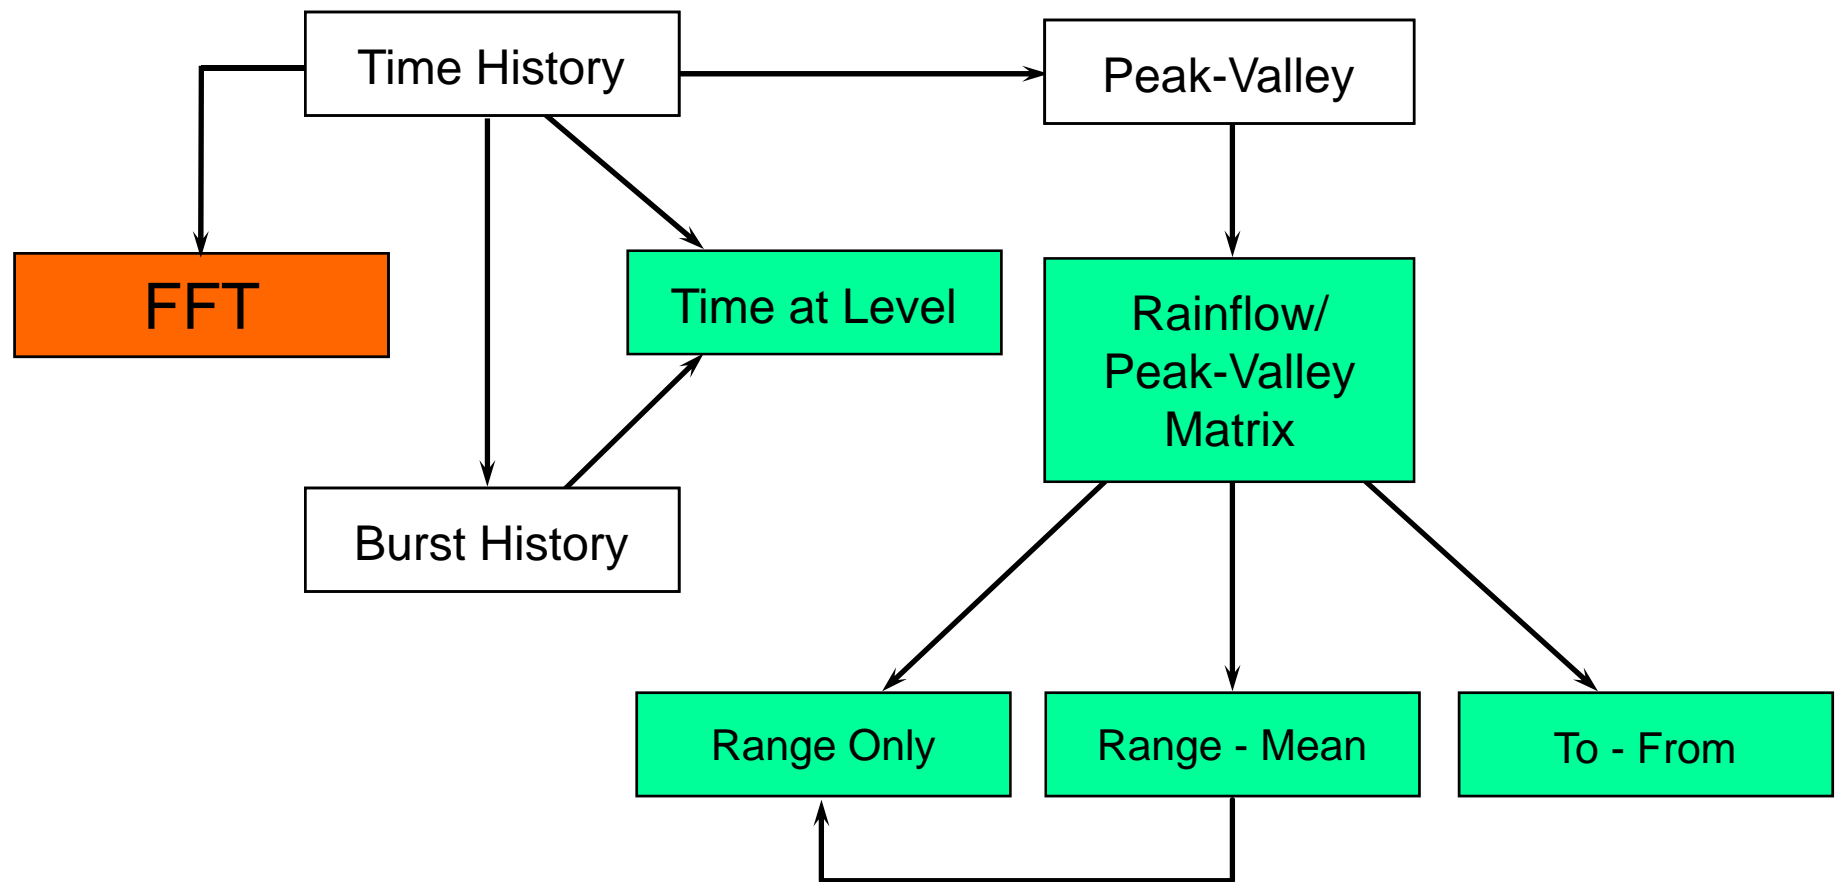 Time History
Peak-Valley
FFT
Time at Level
Rainflow/
Peak-Valley
Matrix
Burst History
Range Only
Range - Mean
To - From